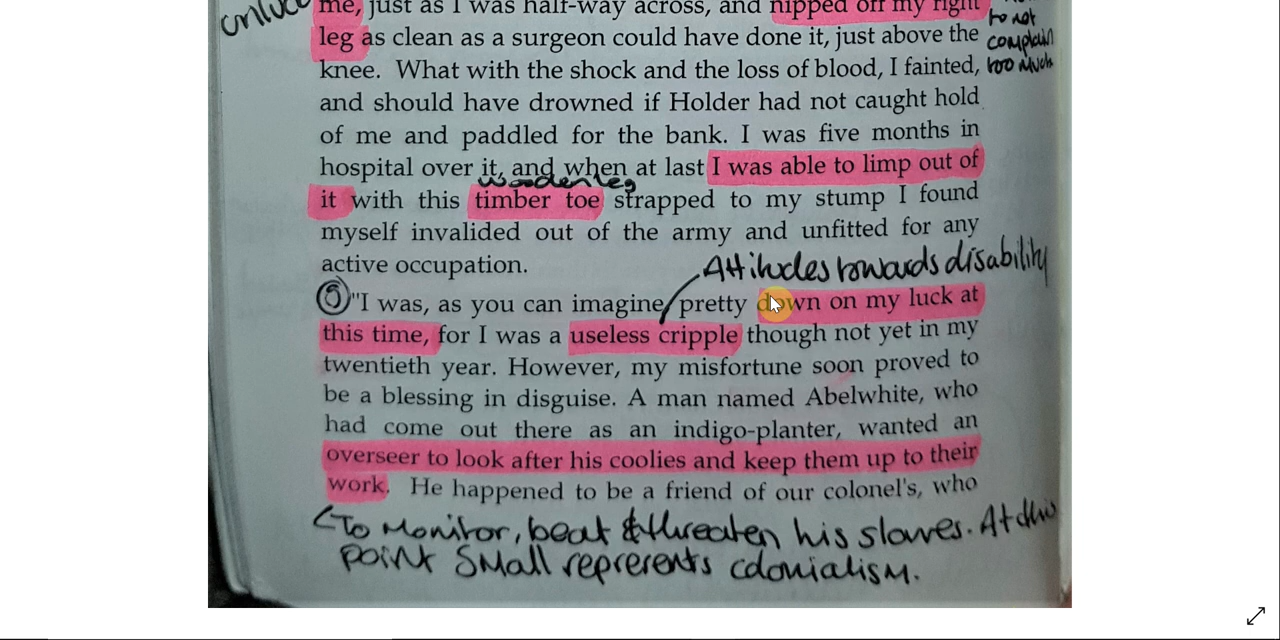 me, just as I was half-way across, and nipped off my right
to not
leg as clean as a surgeon could have done it, just above the
complain
knee. What with the shock and the loss of blood, I fainted,
too much
and should have drowned if Holder had not caught hold
of me and paddled for the bank. I was five months in
hospital over it, and when at last I was able to limp out of
wooden leg
it with this timber toe strapped to my stump I found
myself invalided out of the army and unfitted for any
active occupation.
Attitudes towards disability
"I was, as you can imagine, pretty down on my luck at
this time, for I was a useless cripple though not yet in my
twentieth year. However, my misfortune soon proved to
be a blessing in disguise. A man named Abelwhite, who
had come out there as an indigo-planter, wanted an
overseer to look after his coolies and keep them up to their
work. He happened to be a friend of our colonel's, who
To monitor, beat & threaten his slaves. At this
point Small represents colonialism.